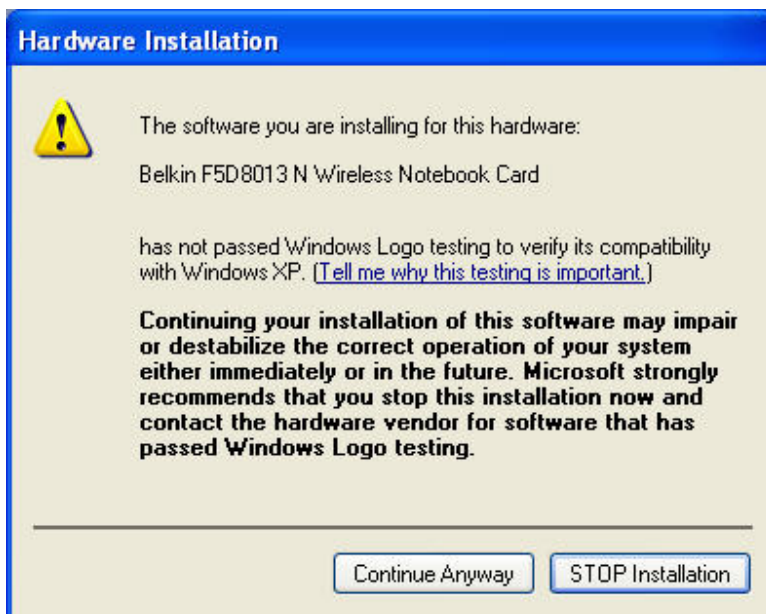 Hardware Installation
The software you are installing for this hardware:
Belkin F5D8013 N Wireless Notebook Card
has not passed Windows Logo testing to verify its compatibility
with Windows XP. (Tell me why this testing is important.)
Continuing your installation of this software may impair
or destabilize the correct operation of your system
either immediately or in the future. Microsoft strongly
recommends that you stop this installation now and
contact the hardware vendor for software that has
passed Windows Logo testing.
Continue Anyway
STOP Installation